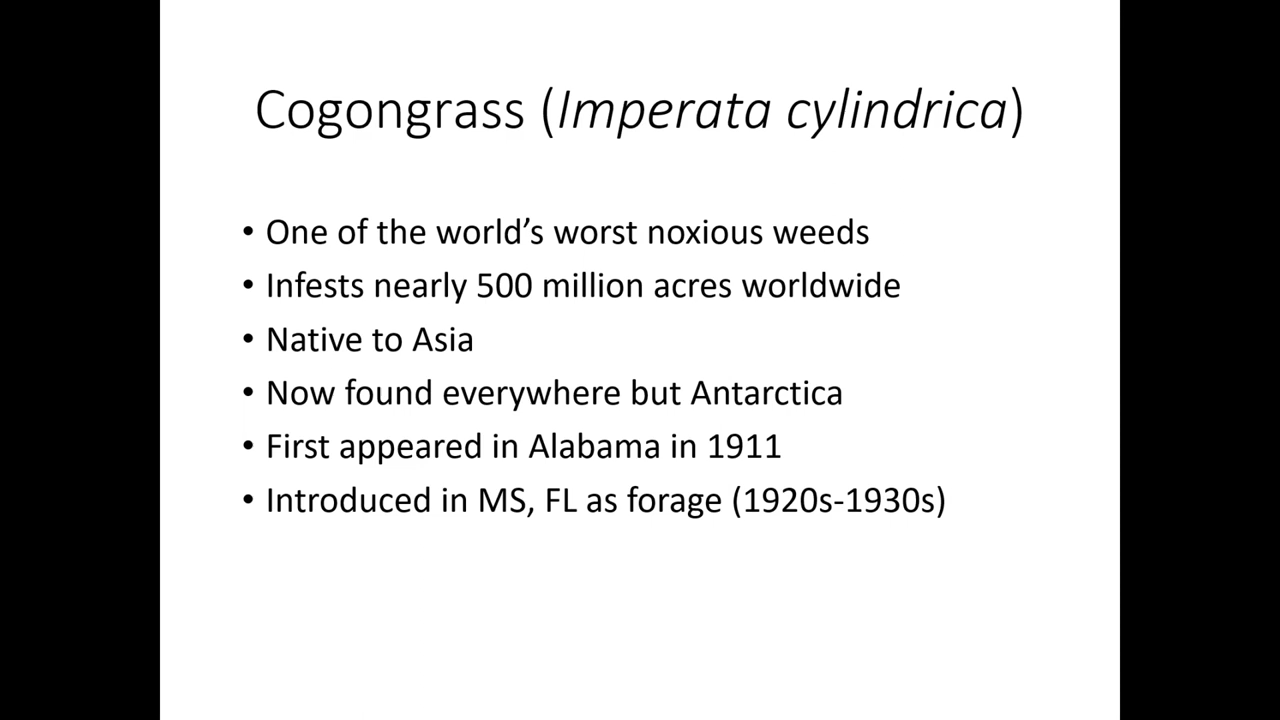 Cogongrass (Imperata cylindrica)
• One of the world’s worst noxious weeds
• Infests nearly 500 million acres worldwide
• Native to Asia
• Now found everywhere but Antarctica
• First appeared in Alabama in 1911
• Introduced in MS, FL as forage (1920s-1930s)